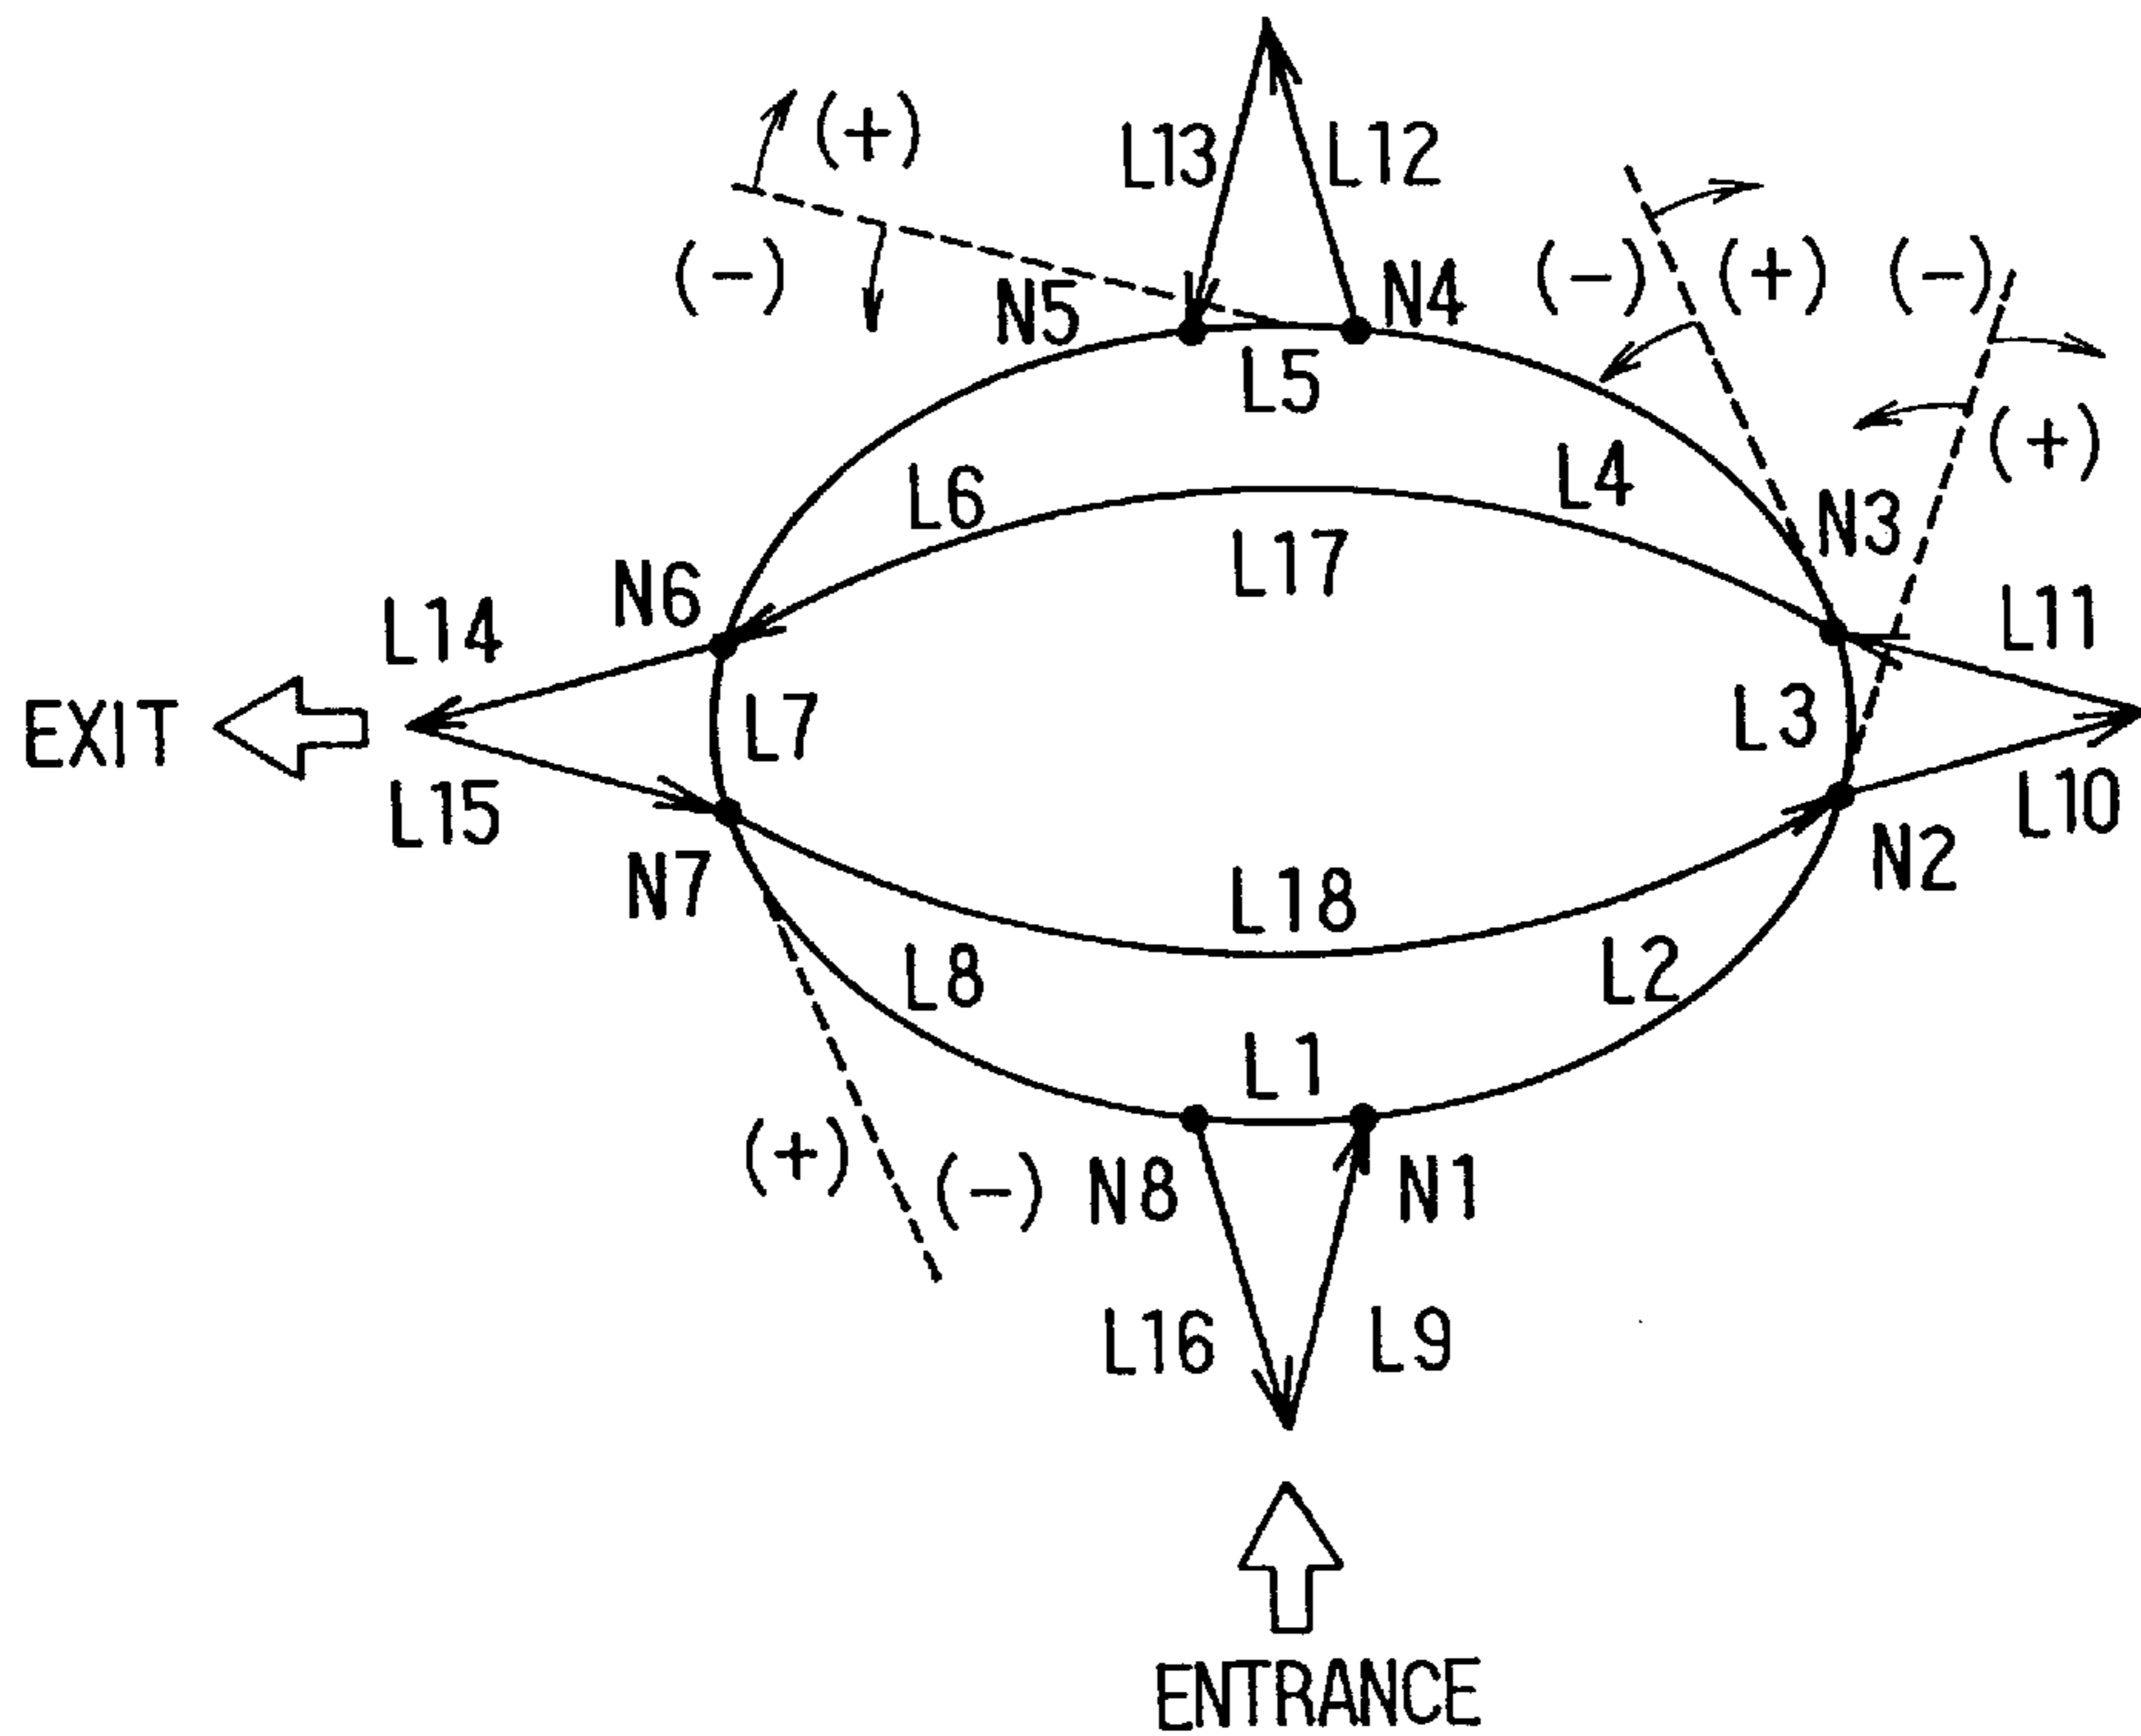 (+)
L13
L12
(-)
N5
N4
(-)
(+)
(-)
L5
(+)
L6
L4
N3
L17
N6
L14
L11
EXIT
L7
L3
L15
L10
N7
L18
N2
L8
L2
L1
(+)
(-)
N8
N1
L16
L9
ENTRANCE